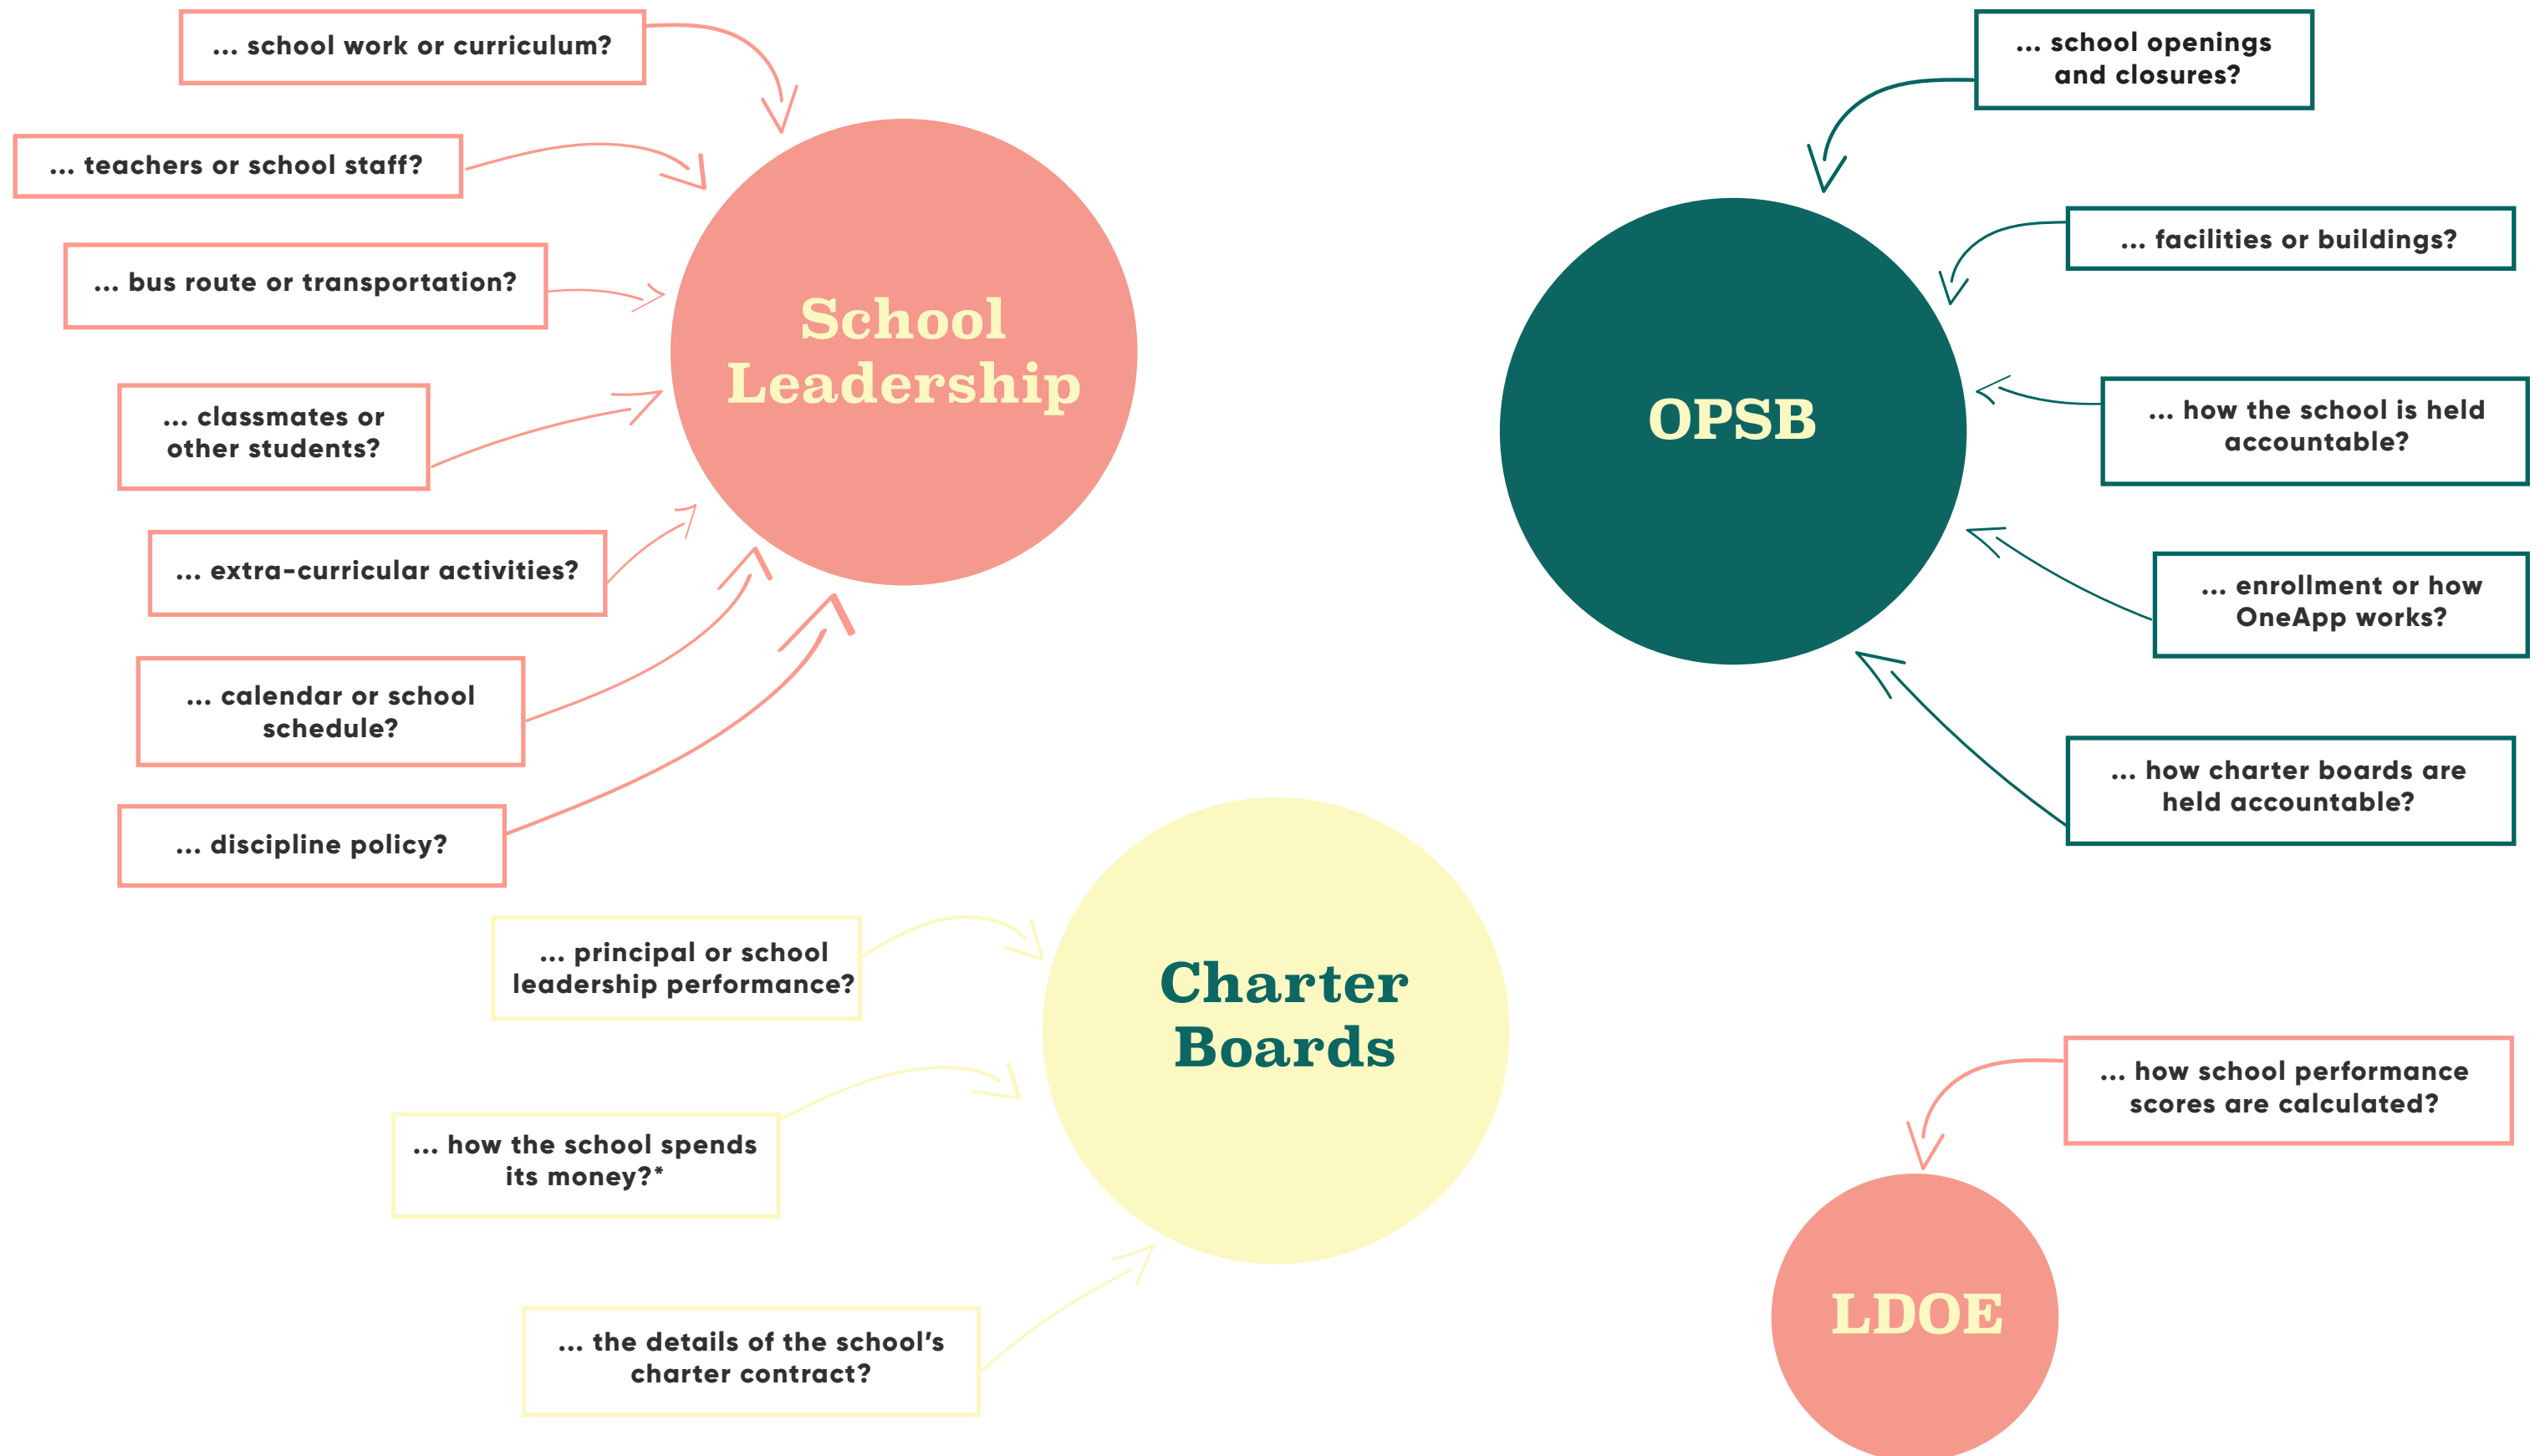 ... school work or curriculum?
... teachers or school staff?
... bus route or transportation?
... classmates or
other students?
... extra-curricular activities?
... calendar or school
schedule?
... discipline policy?
School
Leadership
... school openings
and closures?
... facilities or buildings?
... how the school is held
accountable?
... enrollment or how
OneApp works?
... how charter boards are
held accountable?
OPSB
... principal or school
leadership performance?
... how the school spends
its money?*
... the details of the school’s
charter contract?
Charter
Boards
... how school performance
scores are calculated?
LDOE